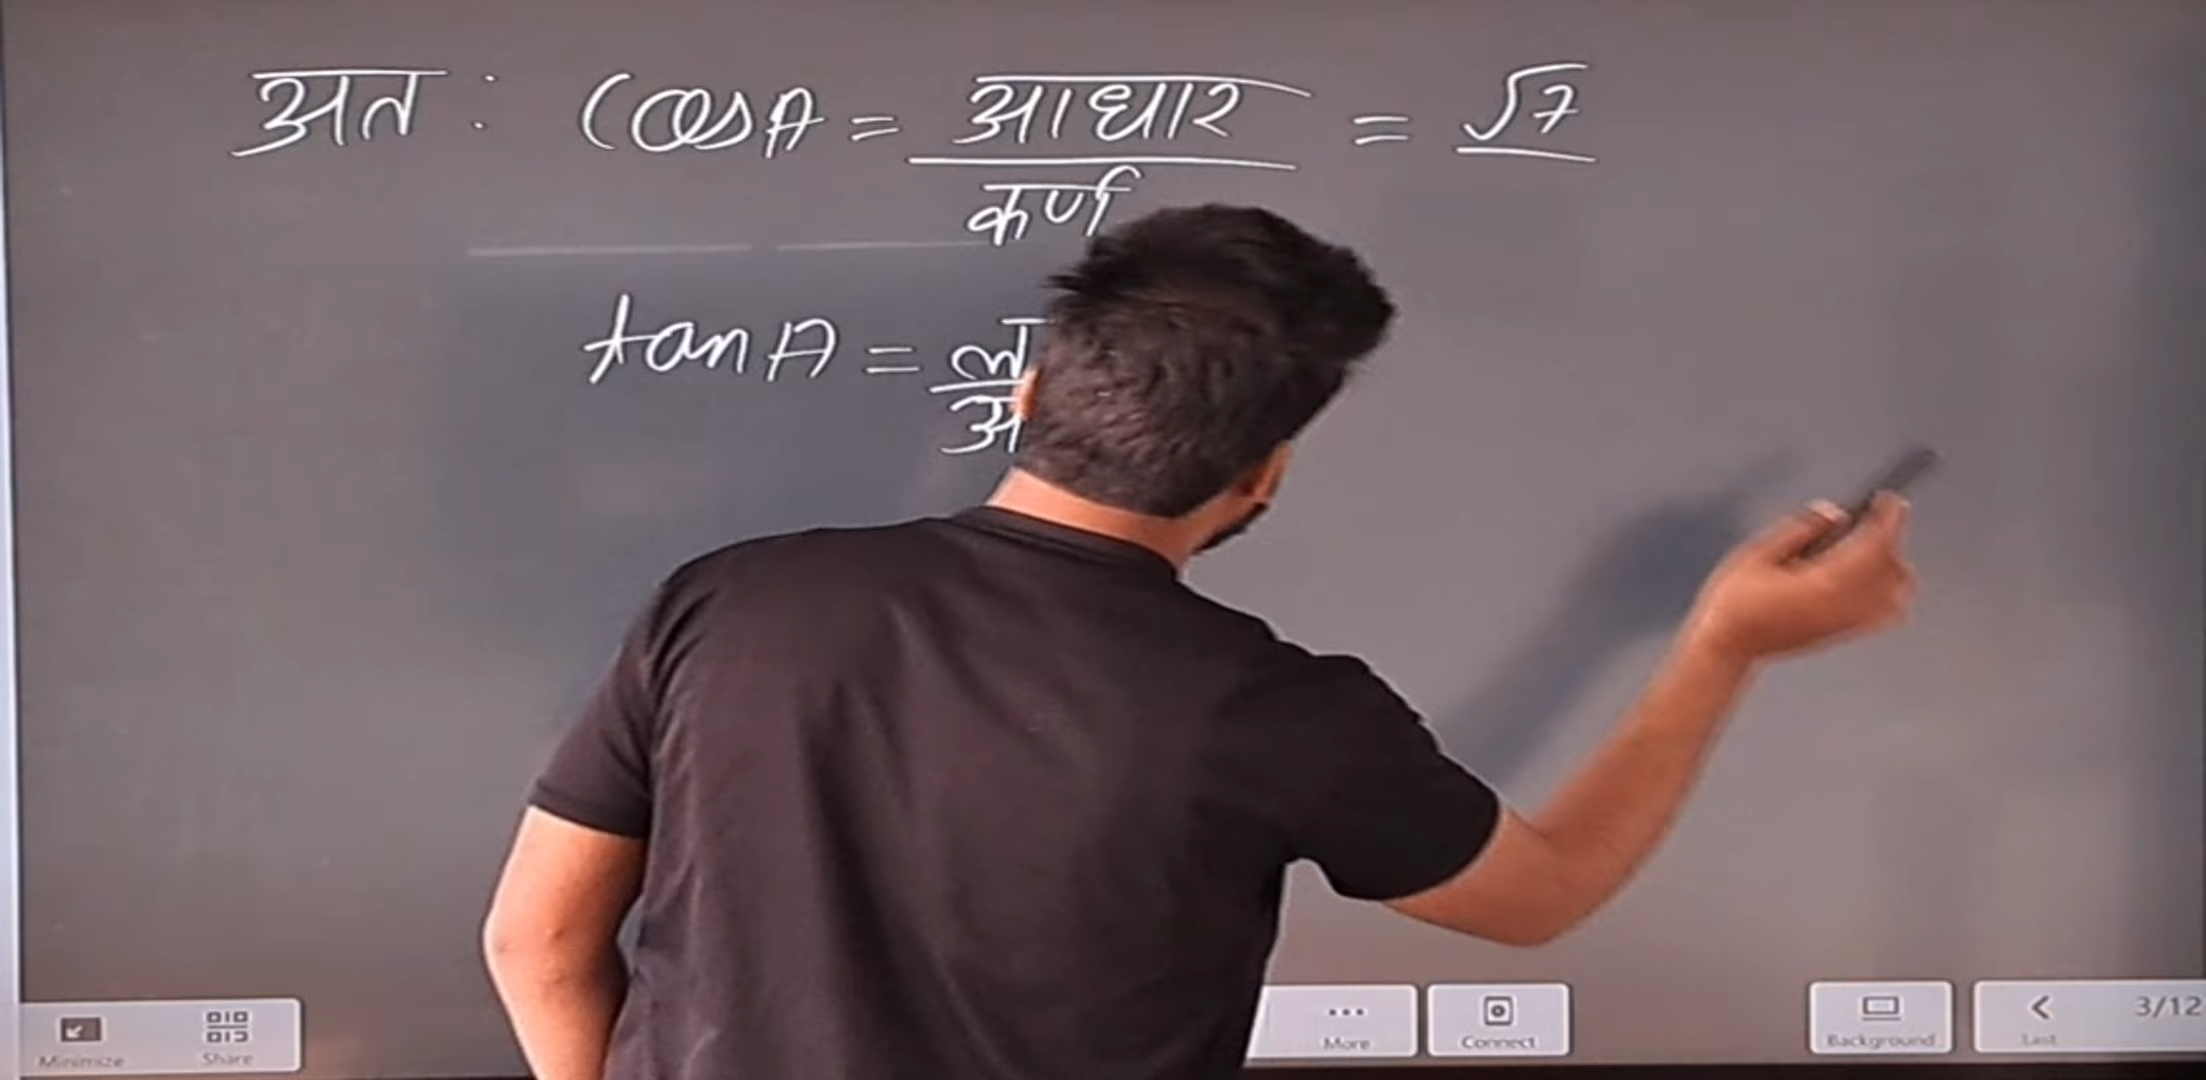 अत : CosA = आधार / कर्ण = √7
tanA =
Minimize Share More Connect Background Last 3/12